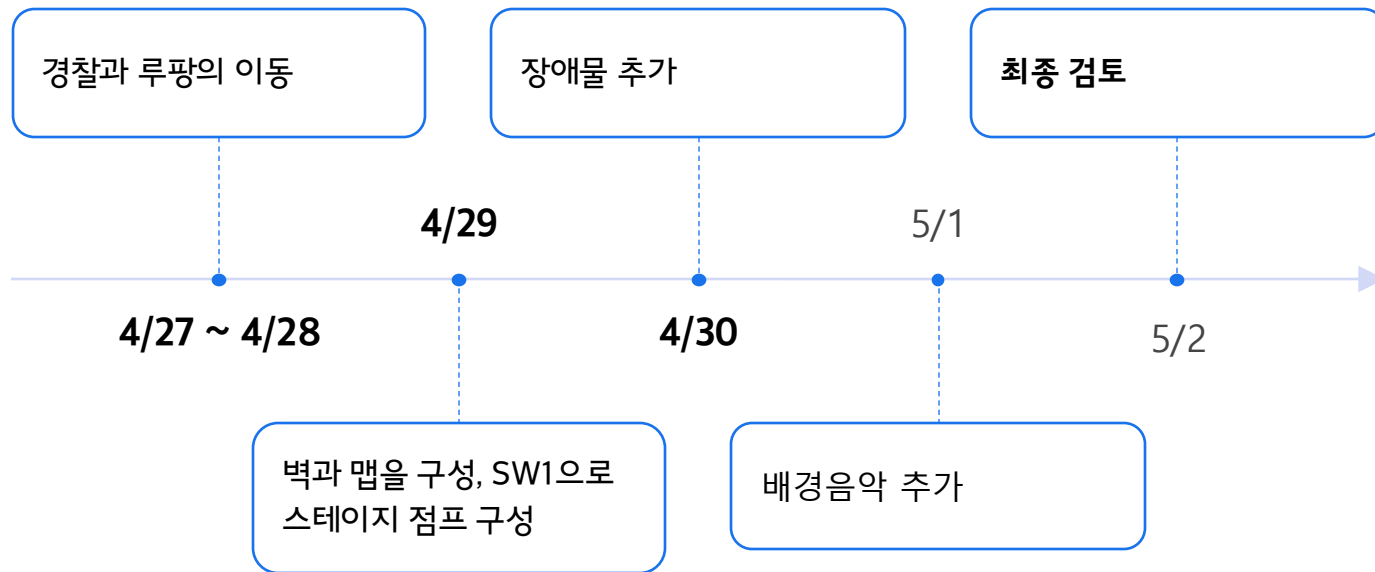 경찰과 루팡의 이동
장애물 추가
최종 검토
4/29
5/1
4/27 ~ 4/28
4/30
5/2
벽과 맵을 구성, SW1으로
스테이지 점프 구성
배경음악 추가